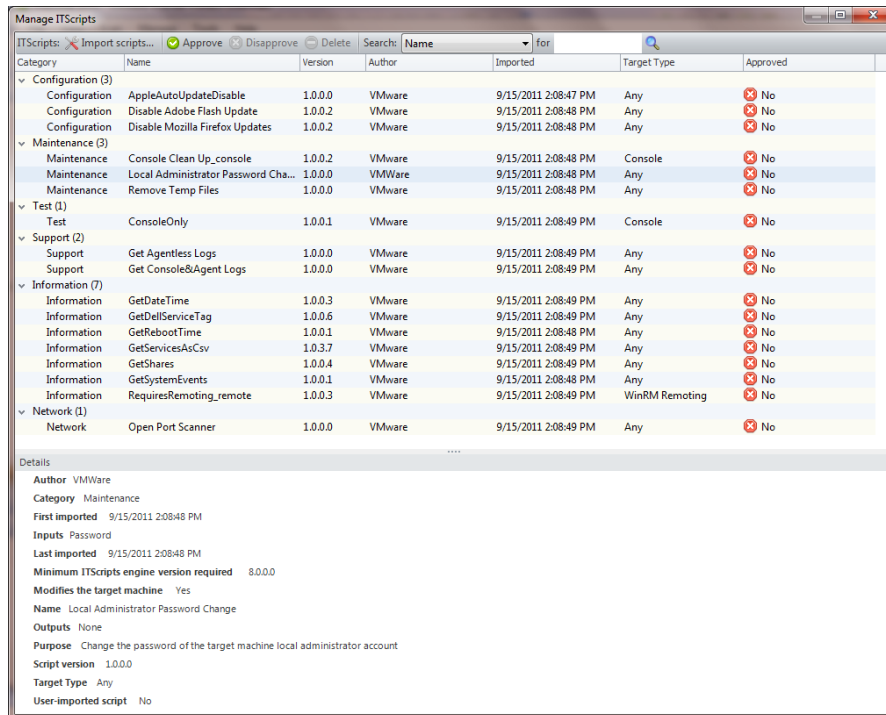 Manage ITScripts
ITScripts: Import scripts... Approve Disapprove Delete Search: Name for
Category Name Version Author Imported Target Type Approved
Configuration (3)
Configuration AppleAutoUpdateDisable 1.0.0.0 VMware 9/15/2011 2:08:47 PM Any No
Configuration Disable Adobe Flash Update 1.0.0.2 VMware 9/15/2011 2:08:48 PM Any No
Configuration Disable Mozilla Firefox Updates 1.0.0.2 VMware 9/15/2011 2:08:48 PM Any No
Maintenance (3)
Maintenance Console Clean Up_console 1.0.0.2 VMware 9/15/2011 2:08:48 PM Console No
Maintenance Local Administrator Password Cha... 1.0.0.0 VMWare 9/15/2011 2:08:48 PM Any No
Maintenance Remove Temp Files 1.0.0.0 VMware 9/15/2011 2:08:48 PM Any No
Test (1)
Test ConsoleOnly 1.0.0.1 VMware 9/15/2011 2:08:49 PM Console No
Support (2)
Support Get Agentless Logs 1.0.0.0 VMware 9/15/2011 2:08:49 PM Any No
Support Get Console&Agent Logs 1.0.0.0 VMware 9/15/2011 2:08:49 PM Any No
Information (7)
Information GetDateTime 1.0.0.3 VMware 9/15/2011 2:08:49 PM Any No
Information GetDellServiceTag 1.0.0.6 VMware 9/15/2011 2:08:49 PM Any No
Information GetRebootTime 1.0.0.1 VMware 9/15/2011 2:08:48 PM Any No
Information GetServicesAsCsv 1.0.3.7 VMware 9/15/2011 2:08:49 PM Any No
Information GetShares 1.0.0.4 VMware 9/15/2011 2:08:49 PM Any No
Information GetSystemEvents 1.0.0.1 VMware 9/15/2011 2:08:48 PM Any No
Information RequiresRemoting_remote 1.0.0.3 VMware 9/15/2011 2:08:49 PM WinRM Remoting No
Network (1)
Network Open Port Scanner 1.0.0.0 VMware 9/15/2011 2:08:49 PM Any No
Details
Author VMWare
Category Maintenance
First imported 9/15/2011 2:08:48 PM
Inputs Password
Last imported 9/15/2011 2:08:48 PM
Minimum ITScripts engine version required 8.0.0.0
Modifies the target machine Yes
Name Local Administrator Password Change
Outputs None
Purpose Change the password of the target machine local administrator account
Script version 1.0.0.0
Target Type Any
User-imported script No